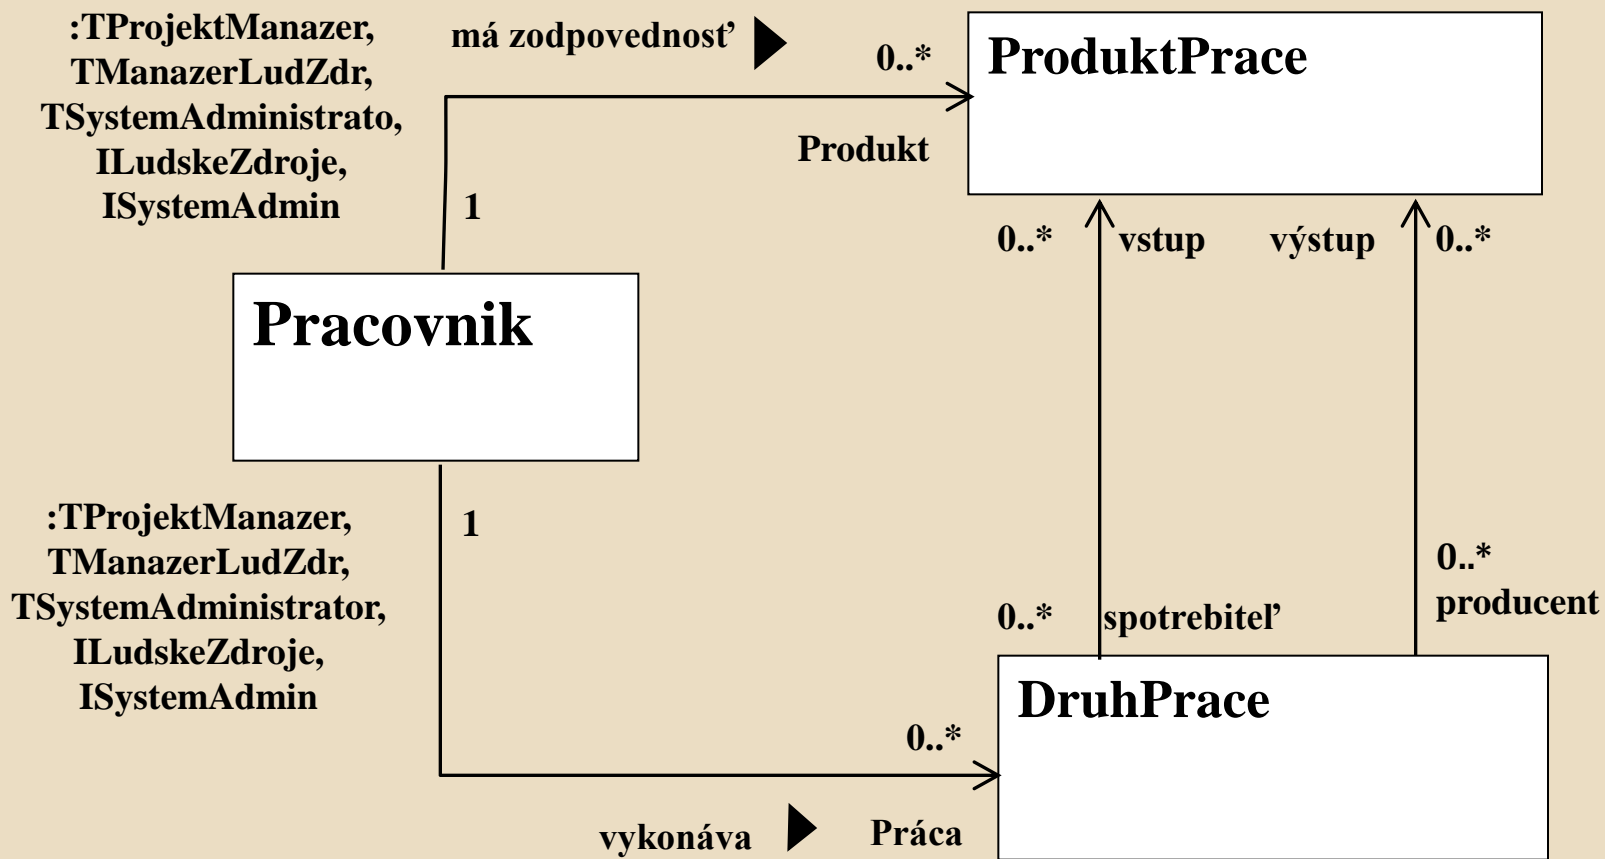 :TProjektManazer,
TManazerLudZdr,
TSystemAdministrato,
ILudskeZdroje,
ISystemAdmin
má zodpovednosť
0..*
Produkt
1
ProduktPrace
0..*
vstup
výstup
0..*
Pracovnik
:TProjektManazer,
TManazerLudZdr,
TSystemAdministrator,
ILudskeZdroje,
ISystemAdmin
1
0..*
spotrebiteľ
0..*
producent
DruhPrace
0..*
vykonáva
Práca